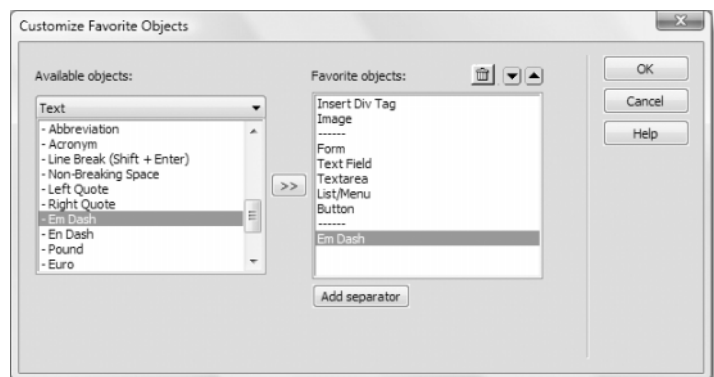 Customize Favorite Objects
Available objects:
Text
- Abbreviation
- Acronym
- Line Break (Shift + Enter)
- Non-Breaking Space
- Left Quote
- Right Quote
- Em Dash
- En Dash
- Pound
- Euro
>>
Favorite objects:
Insert Div Tag
Image
------
Form
Text Field
Textarea
List/Menu
Button
------
Em Dash
Add separator
OK
Cancel
Help